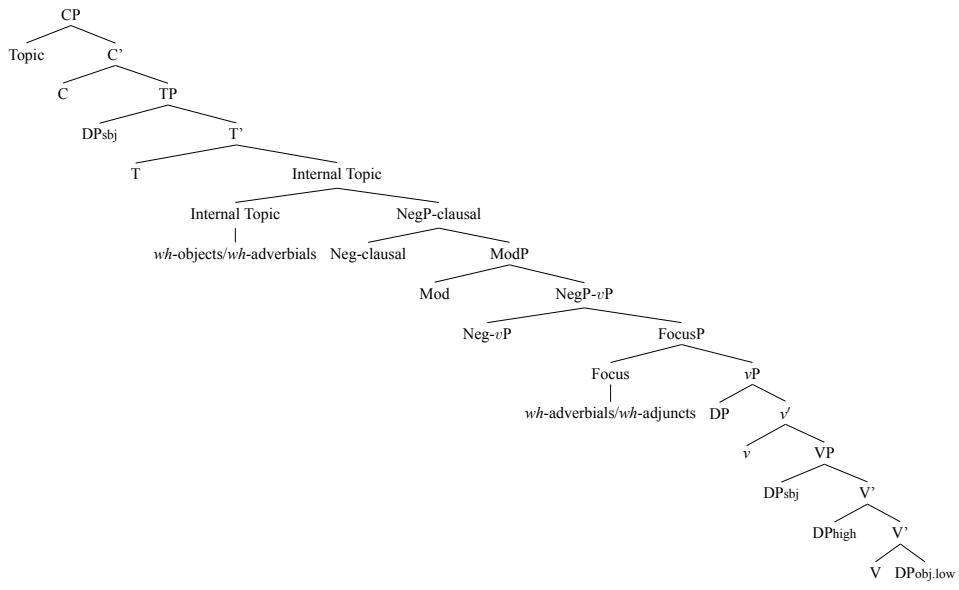 CP
Topic C’
C TP
DPsbj T’
T Internal Topic
Internal Topic NegP-clausal
wh-objects/wh-adverbials Neg-clausal ModP
Mod NegP-vP
Neg-vP FocusP
Focus vP
wh-adverbials/wh-adjuncts DP v′
v VP
DPsbj V’
DPhigh V’
V DPobj.low